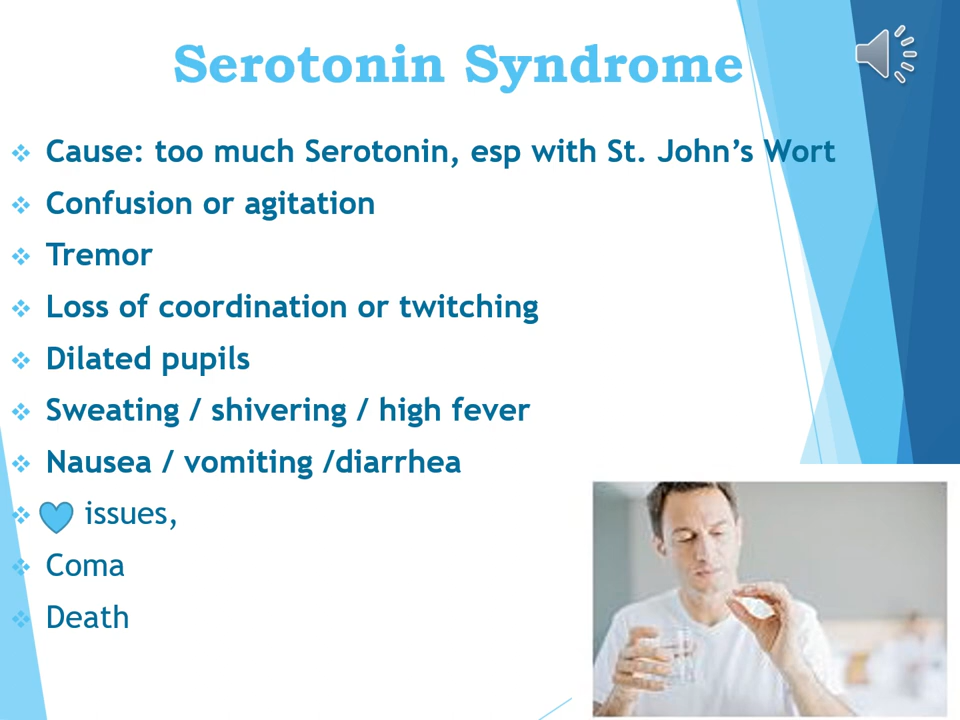 Serotonin Syndrome
Cause: too much Serotonin, esp with St. John’s Wort
Confusion or agitation
Tremor
Loss of coordination or twitching
Dilated pupils
Sweating / shivering / high fever
Nausea / vomiting /diarrhea
issues,
Coma
Death